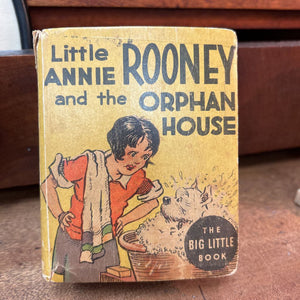 Little
ANNIE ROONEY
and the ORPHAN
HOUSE
THE
BIG LITTLE
BOOK